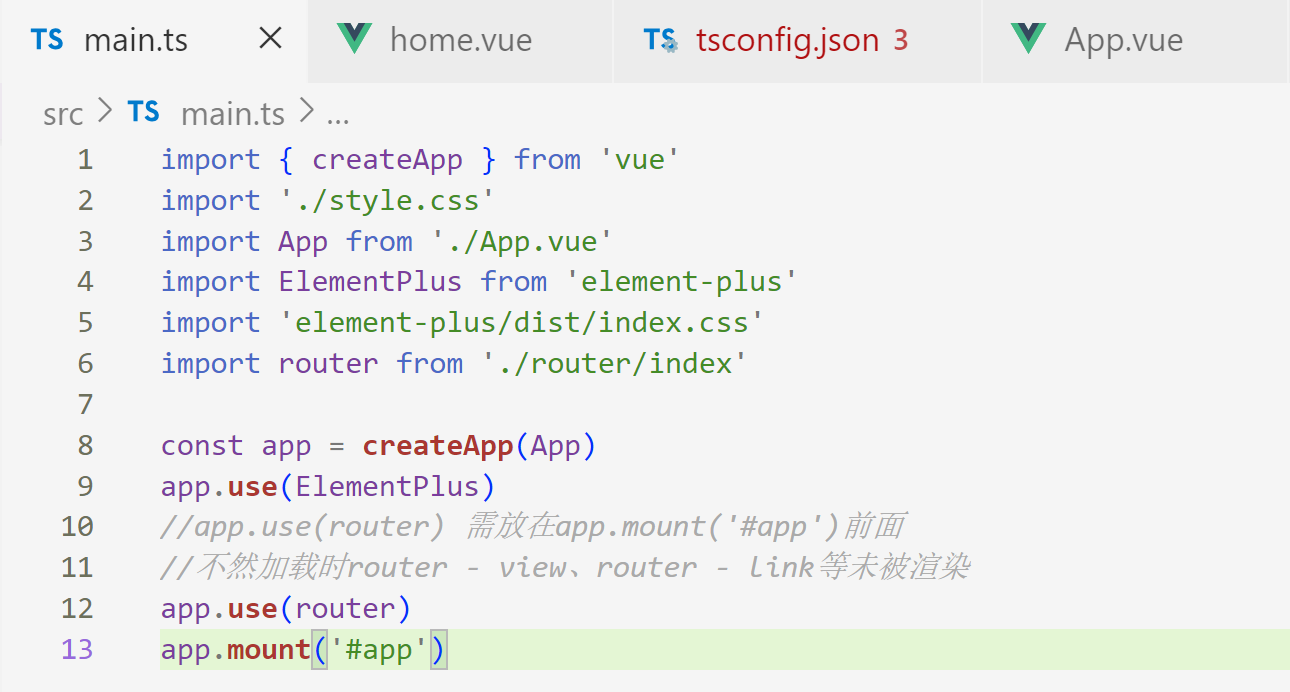 TS main.ts × home.vue TS tsconfig.json 3 App.vue
src > TS main.ts > ...
1 import { createApp } from 'vue'
2 import './style.css'
3 import App from './App.vue'
4 import ElementPlus from 'element-plus'
5 import 'element-plus/dist/index.css'
6 import router from './router/index'
7
8 const app = createApp(App)
9 app.use(ElementPlus)
10 //app.use(router) 需放在app.mount('#app')前面
11 //不然加载时router - view、router - link等未被渲染
12 app.use(router)
13 app.mount('#app')